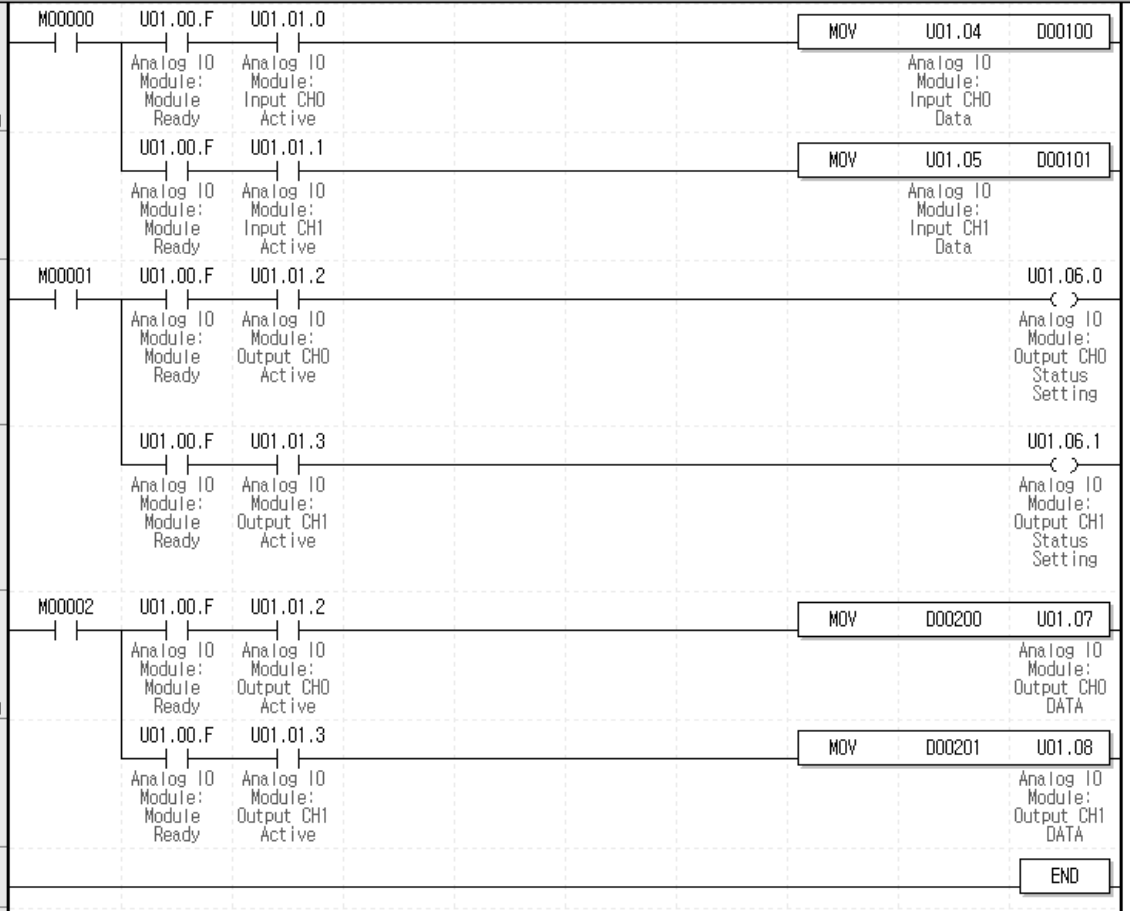 M00000 U01.00.F U01.01.0 MOV U01.04 D00100
Analog IO Analog IO Analog IO
Module: Module: Module:
Module Input CH0 Input CH0
Ready Active Data
U01.00.F U01.01.1 MOV U01.05 D00101
Analog IO Analog IO Analog IO
Module: Module: Module:
Module Input CH1 Input CH1
Ready Active Data
M00001 U01.00.F U01.01.2 U01.06.0
Analog IO Analog IO Analog IO
Module: Module: Module:
Module Output CH0 Output CH0
Ready Active Status
Setting
U01.00.F U01.01.3 U01.06.1
Analog IO Analog IO Analog IO
Module: Module: Module:
Module Output CH1 Output CH1
Ready Active Status
Setting
M00002 U01.00.F U01.01.2 MOV D00200 U01.07
Analog IO Analog IO Analog IO
Module: Module: Module:
Module Output CH0 Output CH0
Ready Active DATA
U01.00.F U01.01.3 MOV D00201 U01.08
Analog IO Analog IO Analog IO
Module: Module: Module:
Module Output CH1 Output CH1
Ready Active DATA
END